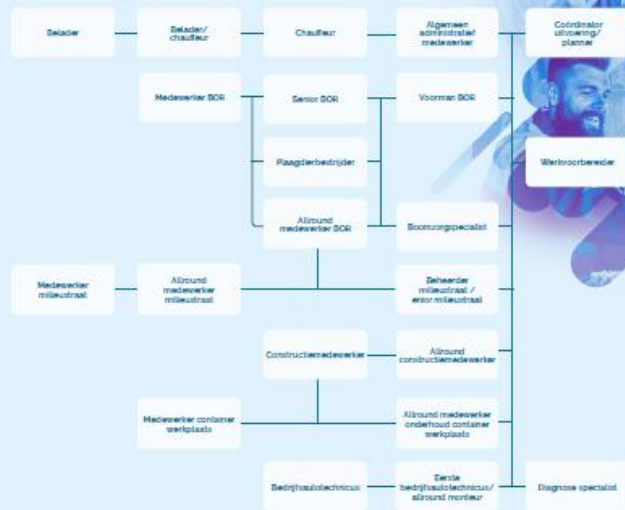 Belader
Belader/
chauffeur
Chauffeur
Algemeen
administratief
medewerker
Coördinator
uitvoering/
planner
Medewerker BOR
Senior BOR
Voorman BOR
Plaagdierbestrijder
Werkvoorbereider
Allround
medewerker BOR
Boomzorgspecialist
Medewerker
milieustraat
Allround
medewerker
milieustraat
Beheerder
milieustraat /
enior milieustraat
Constructiemedewerker
Allround
constructiemedewerker
Medewerker container
werkplaats
Allround medewerker
onderhoud container
werkplaats
Bedrijfsautotechnicus
Eerste
bedrijfsautotechnicus/
allround monteur
Diagnose specialist